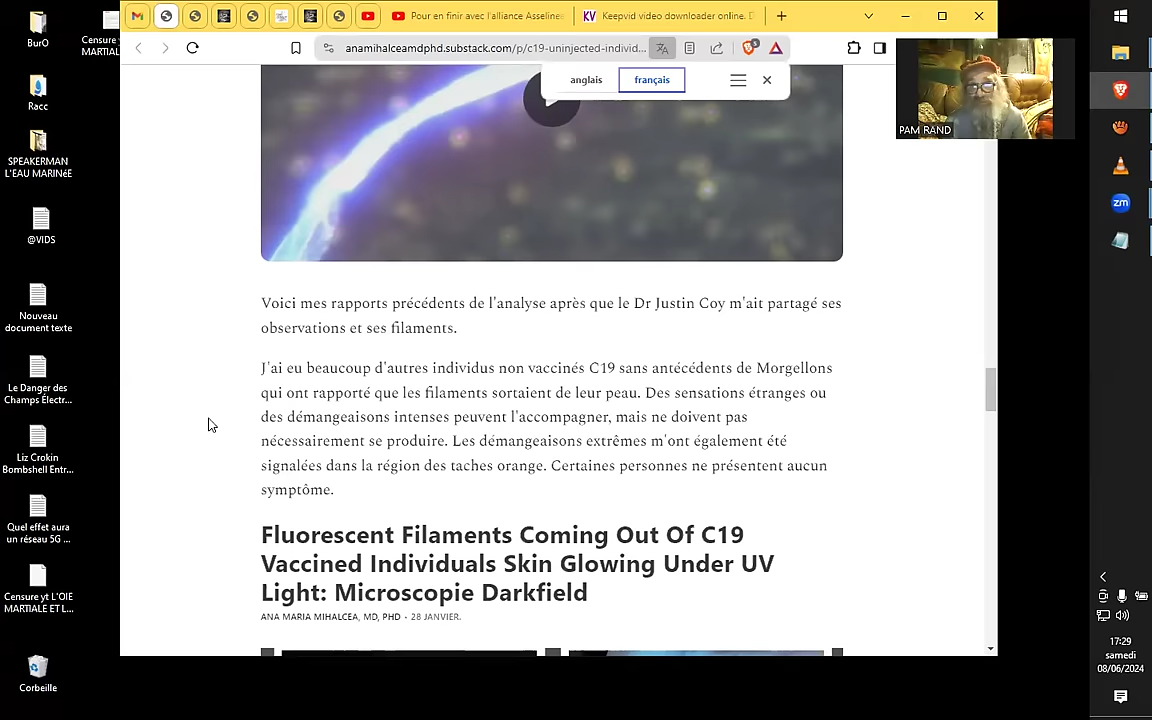 BurO
Censure
MARTIALE
Racc
SPEAKERMAN
L'EAU MARINéE
@VIDS
Nouveau
document texte
Le Danger des
Champs Électr...
Liz Crokin
Bombshell Entr...
Quel effet aura
un réseau 5G ...
Censure yt L'OIE
MARTIALE ET L...
Corbeille
Pour en finir avec l'alliance Asseline
KV Keepvid video downloader online. D
anamihalceamdphd.substack.com/p/c19-uninjected-individ...
anglais
français
PAM RAND
Voici mes rapports précédents de l'analyse après que le Dr Justin Coy m'ait partagé ses
observations et ses filaments.
J'ai eu beaucoup d'autres individus non vaccinés C19 sans antécédents de Morgellons
qui ont rapporté que les filaments sortaient de leur peau. Des sensations étranges ou
des démangeaisons intenses peuvent l'accompagner, mais ne doivent pas
nécessairement se produire. Les démangeaisons extrêmes m'ont également été
signalées dans la région des taches orange. Certaines personnes ne présentent aucun
symptôme.
Fluorescent Filaments Coming Out Of C19
Vaccined Individuals Skin Glowing Under UV
Light: Microscopie Darkfield
ANA MARIA MIHALCEA, MD, PHD · 28 JANVIER.
zm
17:29
samedi
08/06/2024